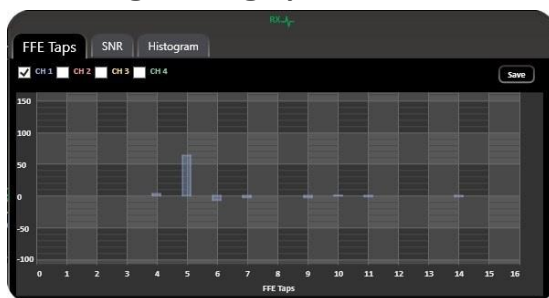 RX
FFE Taps SNR Histogram
CH 1 CH 2 CH 3 CH 4
Save
150
100
50
0
-50
-100
0 1 2 3 4 5 6 7 8 9 10 11 12 13 14 15 16
FFE Taps